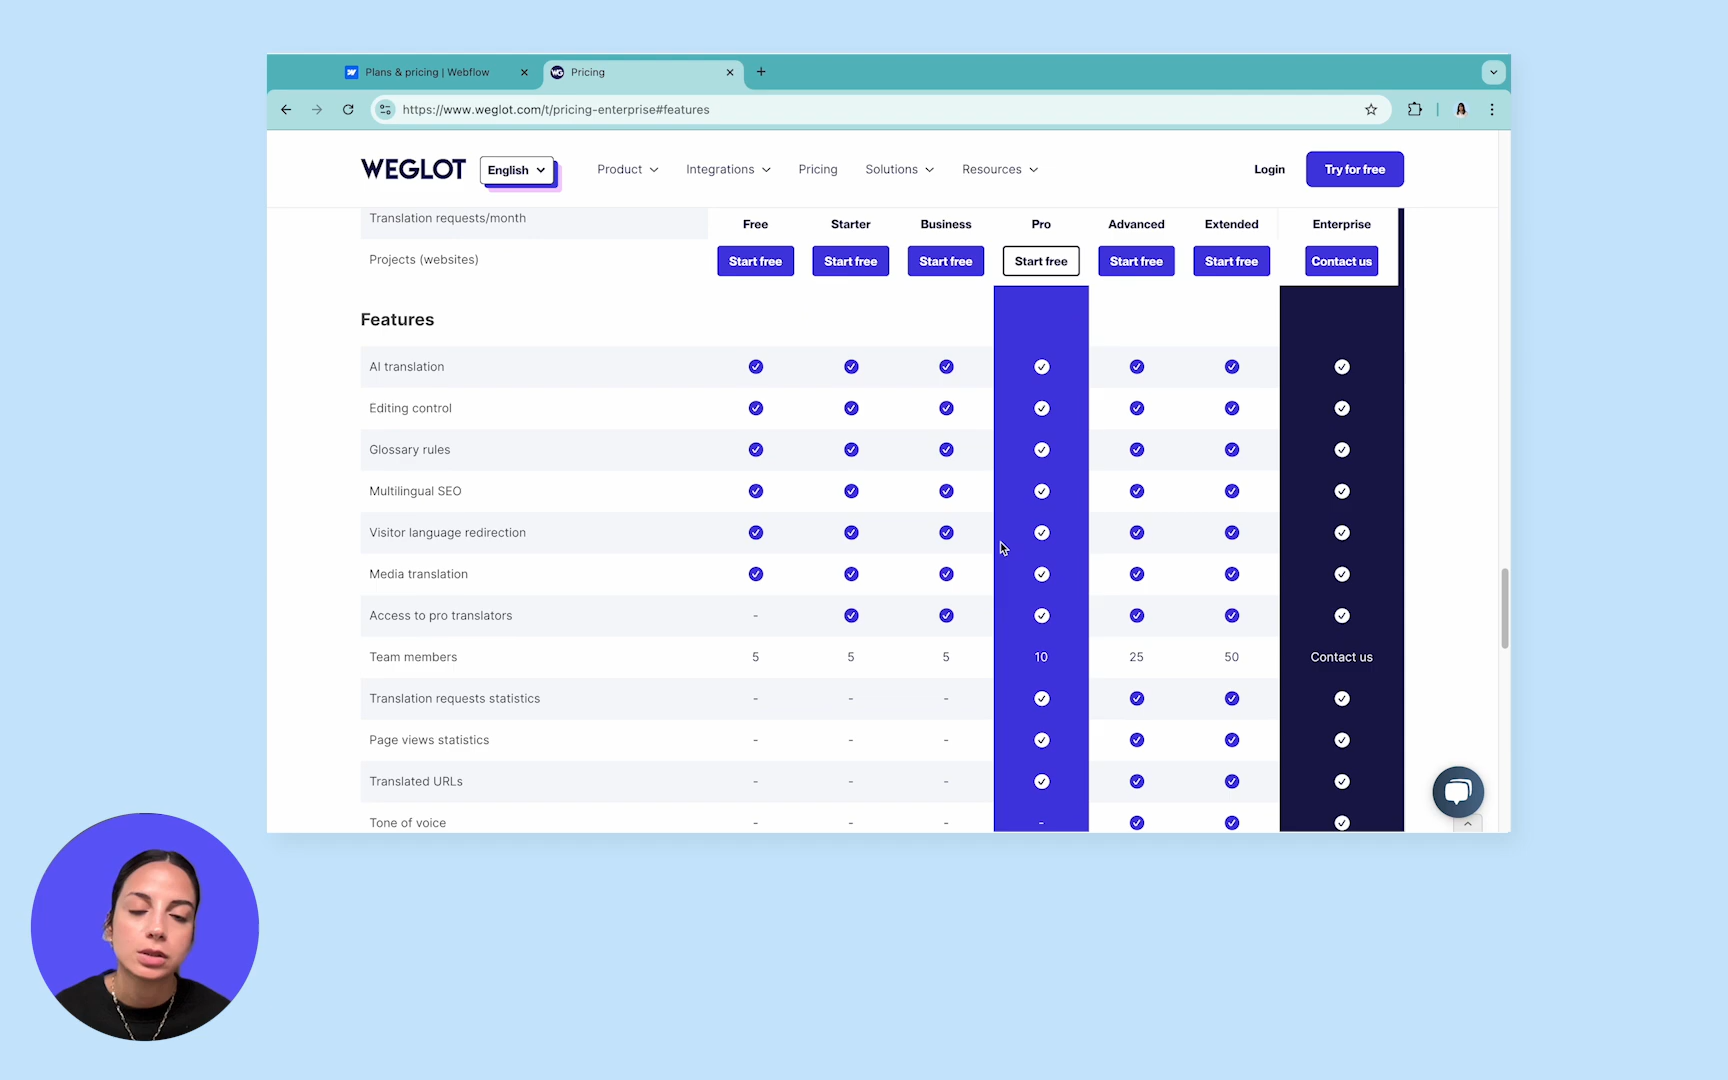 Plans & pricing | Webflow
Pricing
https://www.weglot.com/t/pricing-enterprise#features
WEGLOT English Product Integrations Pricing Solutions Resources Login Try for free
Translation requests/month
Free Starter Business Pro Advanced Extended Enterprise
Projects (websites) Start free Start free Start free Start free Start free Start free Contact us
Features
AI translation
Editing control
Glossary rules
Multilingual SEO
Visitor language redirection
Media translation
Access to pro translators -
Team members 5 5 5 10 25 50 Contact us
Translation requests statistics - - -
Page views statistics - - -
Translated URLs - - -
Tone of voice - - - -